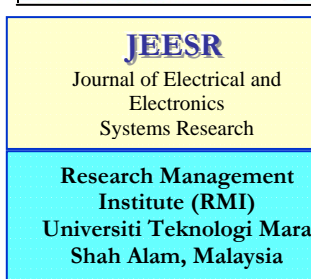 JEESR
Journal of Electrical and
Electronics
Systems Research
Research Management
Institute (RMI)
Universiti Teknologi Mara
Shah Alam, Malaysia